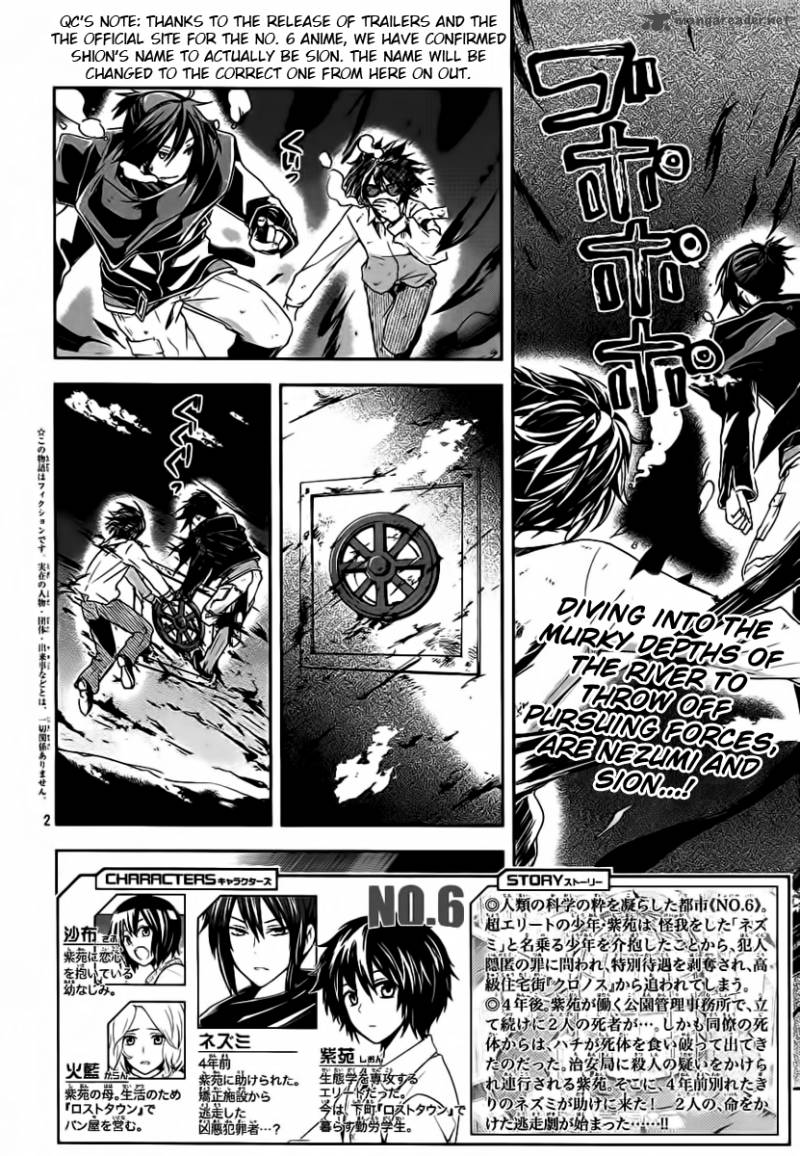 QC'S NOTE: THANKS TO THE RELEASE OF TRAILERS AND THE
THE OFFICIAL SITE FOR THE NO. 6 ANIME, WE HAVE CONFIRMED
SHION'S NAME TO ACTUALLY BE SION. THE NAME WILL BE
CHANGED TO THE CORRECT ONE FROM HERE ON OUT.
mangareader.net
ゴポポポ
くいっ
ぐぐっ
DIVING INTO THE
MURKY DEPTHS OF
THE RIVER TO
THROW OFF
PURSUING FORCES,
ARE NEZUMI AND
SION...!
☆この物語はフィクションです。実在の人物・団体・出来事などとは、一切関係ありません。
2
CHARACTERS キャラクターズ
NO.6
沙布 さふ
紫苑に恋心
を抱いている
幼なじみ。
火藍 からん
紫苑の母。生活のため
『ロストタウン』で
パン屋を営む。
ネズミ
4年前
紫苑に助けられた。
矯正施設から
逃走した
凶悪犯罪者…?
紫苑 しおん
生態学を専攻する
エリートだった。
今は、下町『ロストタウン』で
暮らす勤労学生。
STORY ストーリー
◎人類の科学の粋を凝らした都市《NO.6》。
超エリートの少年・紫苑は、怪我をした「ネズ
ミ」と名乗る少年を介抱したことから、犯人
隠匿の罪に問われ、特別待遇を剥奪され、高
級住宅街『クロノス』から追われてしまう。
◎4年後。紫苑が働く公園管理事務所で、立
て続けに2人の死者が…。しかも同僚の死
体からは、ハチが死体を食い破って出てき
たのだった。治安局に殺人の疑いをかけら
れ連行される紫苑。そこに、4年前別れたき
りのネズミが助けに来た! 2人の、命をか
けた逃走劇が始まった……!!